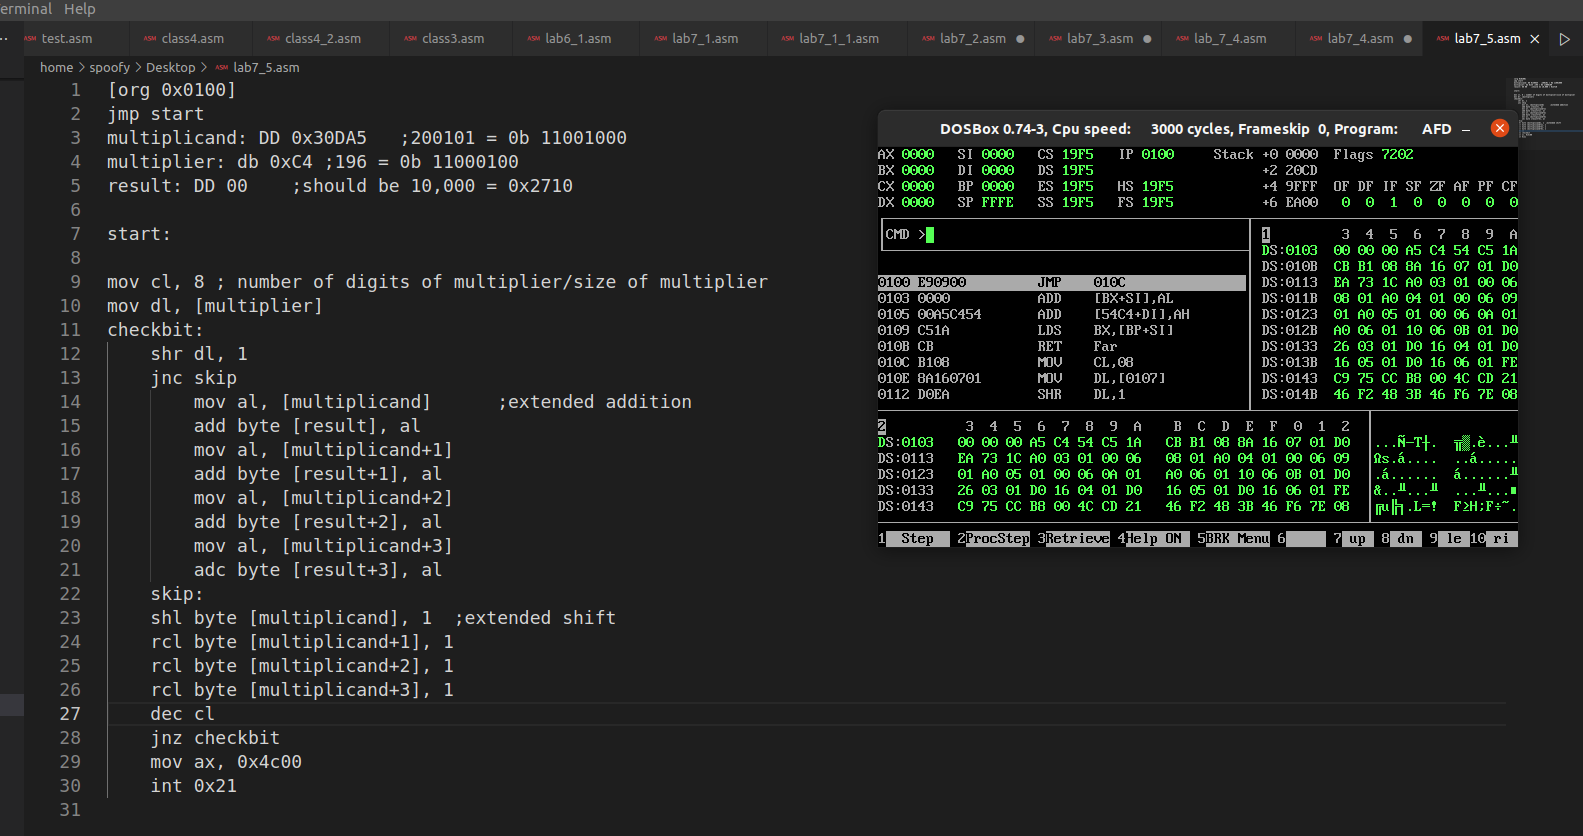 erminal Help
test.asm class4.asm class4_2.asm class3.asm lab6_1.asm lab7_1.asm lab7_1_1.asm lab7_2.asm lab7_3.asm lab_7_4.asm lab7_4.asm lab7_5.asm
home > spoofy > Desktop > lab7_5.asm
1 [org 0x0100]
2 jmp start
3 multiplicand: DD 0x30DA5 ;200101 = 0b 11001000
4 multiplier: db 0xC4 ;196 = 0b 11000100
5 result: DD 00 ;should be 10,000 = 0x2710
6
7 start:
8
9 mov cl, 8 ; number of digits of multiplier/size of multiplier
10 mov dl, [multiplier]
11 checkbit:
12 shr dl, 1
13 jnc skip
14 mov al, [multiplicand] ;extended addition
15 add byte [result], al
16 mov al, [multiplicand+1]
17 add byte [result+1], al
18 mov al, [multiplicand+2]
19 add byte [result+2], al
20 mov al, [multiplicand+3]
21 adc byte [result+3], al
22 skip:
23 shl byte [multiplicand], 1 ;extended shift
24 rcl byte [multiplicand+1], 1
25 rcl byte [multiplicand+2], 1
26 rcl byte [multiplicand+3], 1
27 dec cl
28 jnz checkbit
29 mov ax, 0x4c00
30 int 0x21
31
DOSBox 0.74-3, Cpu speed: 3000 cycles, Frameskip 0, Program: AFD
AX 0000 SI 0000 CS 19F5 IP 0100 Stack +0 0000 Flags 7202
BX 0000 DI 0000 DS 19F5 +2 20CD
CX 0000 BP 0000 ES 19F5 HS 19F5 +4 9FFF OF DF IF SF ZF AF PF CF
DX 0000 SP FFFE SS 19F5 FS 19F5 +6 EA00 0 0 1 0 0 0 0 0
CMD >
0100 E90900 JMP 010C
0103 0000 ADD [BX+SI],AL
0105 00A5C454 ADD [54C4+DI],AH
0109 C51A LDS BX,[BP+SI]
010B CB RET Far
010C B108 MOV CL,08
010E 8A160701 MOV DL,[0107]
0112 D0EA SHR DL,1
1 3 4 5 6 7 8 9 A
DS:0103 00 00 00 A5 C4 54 C5 1A
DS:010B CB B1 08 8A 16 07 01 D0
DS:0113 EA 73 1C A0 03 01 00 06
DS:011B 08 01 A0 04 01 00 06 09
DS:0123 01 A0 05 01 00 06 0A 01
DS:012B A0 06 01 10 06 0B 01 D0
DS:0133 26 03 01 D0 16 04 01 D0
DS:013B 16 05 01 D0 16 06 01 FE
DS:0143 C9 75 CC B8 00 4C CD 21
DS:014B 46 F2 48 3B 46 F6 7E 08
2 3 4 5 6 7 8 9 A B C D E F 0 1 2
DS:0103 00 00 00 A5 C4 54 C5 1A CB B1 08 8A 16 07 01 D0
DS:0113 EA 73 1C A0 03 01 00 06 08 01 A0 04 01 00 06 09
DS:0123 01 A0 05 01 00 06 0A 01 A0 06 01 10 06 0B 01 D0
DS:0133 26 03 01 D0 16 04 01 D0 16 05 01 D0 16 06 01 FE
DS:0143 C9 75 CC B8 00 4C CD 21 46 F2 48 3B 46 F6 7E 08
...Ñ─T┼. ╦▒.è...╨
Ωs.á.... ..á.....
.á...... á......╨
&..╨...╨ ...╨...■
╔u╠╕.L=! F≥H;F÷~.
1 Step 2ProcStep 3Retrieve 4Help ON 5BRK Menu 6 7 up 8 dn 9 le 10 ri